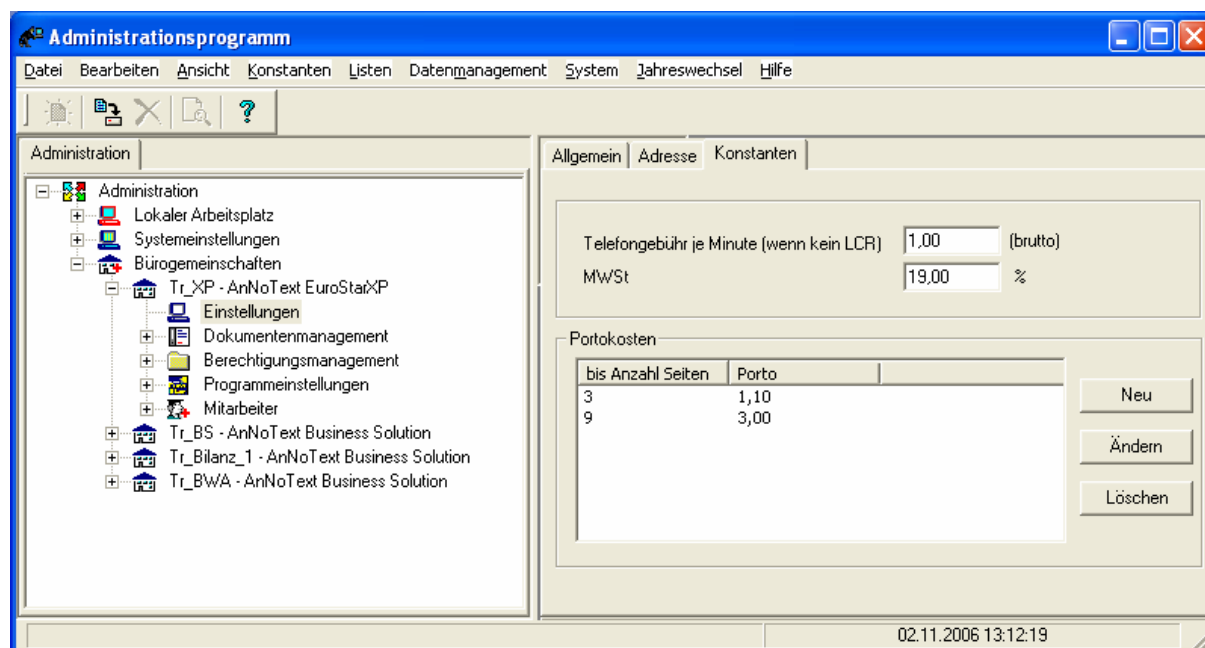 Administrationsprogramm
Datei Bearbeiten Ansicht Konstanten Listen Datenmanagement System Jahreswechsel Hilfe
Administration
Administration
Lokaler Arbeitsplatz
Systemeinstellungen
Bürogemeinschaften
Tr_XP - AnNoText EuroStarXP
Einstellungen
Dokumentenmanagement
Berechtigungsmanagement
Programmeinstellungen
Mitarbeiter
Tr_BS - AnNoText Business Solution
Tr_Bilanz_1 - AnNoText Business Solution
Tr_BWA - AnNoText Business Solution
Allgemein Adresse Konstanten
Telefongebühr je Minute (wenn kein LCR) 1,00 (brutto)
MWSt 19,00 %
Portokosten
bis Anzahl Seiten Porto
3 1,10
9 3,00
Neu
Ändern
Löschen
02.11.2006 13:12:19